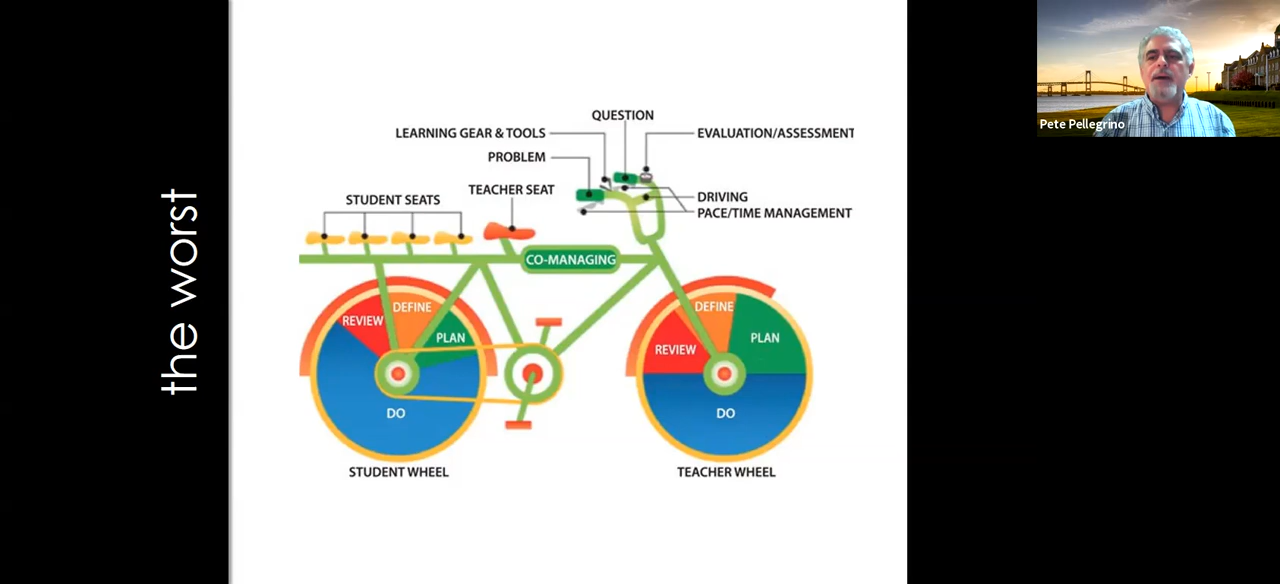 the worst
QUESTION
LEARNING GEAR & TOOLS
EVALUATION/ASSESSMENT
PROBLEM
STUDENT SEATS
TEACHER SEAT
DRIVING
PACE/TIME MANAGEMENT
CO-MANAGING
REVIEW
DEFINE
PLAN
DO
STUDENT WHEEL
REVIEW
DEFINE
PLAN
DO
TEACHER WHEEL
Pete Pellegrino